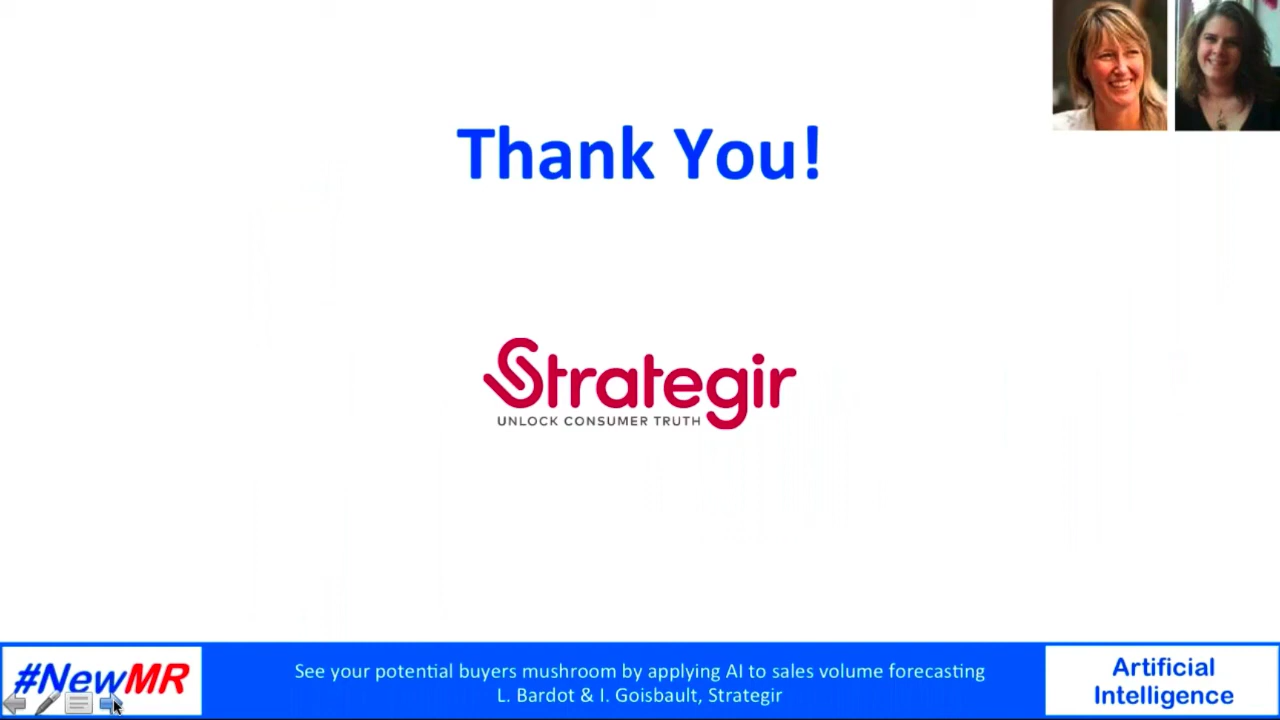 Thank You!
Strategir
UNLOCK CONSUMER TRUTH
#NewMR
See your potential buyers mushroom by applying AI to sales volume forecasting
L. Bardot & I. Goisbault, Strategir
Artificial
Intelligence